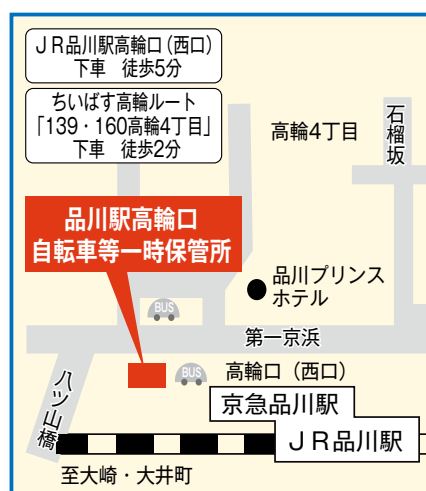 JR品川駅高輪口(西口)
下車 徒歩5分
ちいばす高輪ルート
「139・160高輪4丁目」
下車 徒歩2分
高輪4丁目
石榴坂
品川駅高輪口
自転車等一時保管所
品川プリンス
ホテル
BUS
第一京浜
BUS
高輪口(西口)
八ツ山橋
京急品川駅
JR品川駅
至大崎・大井町